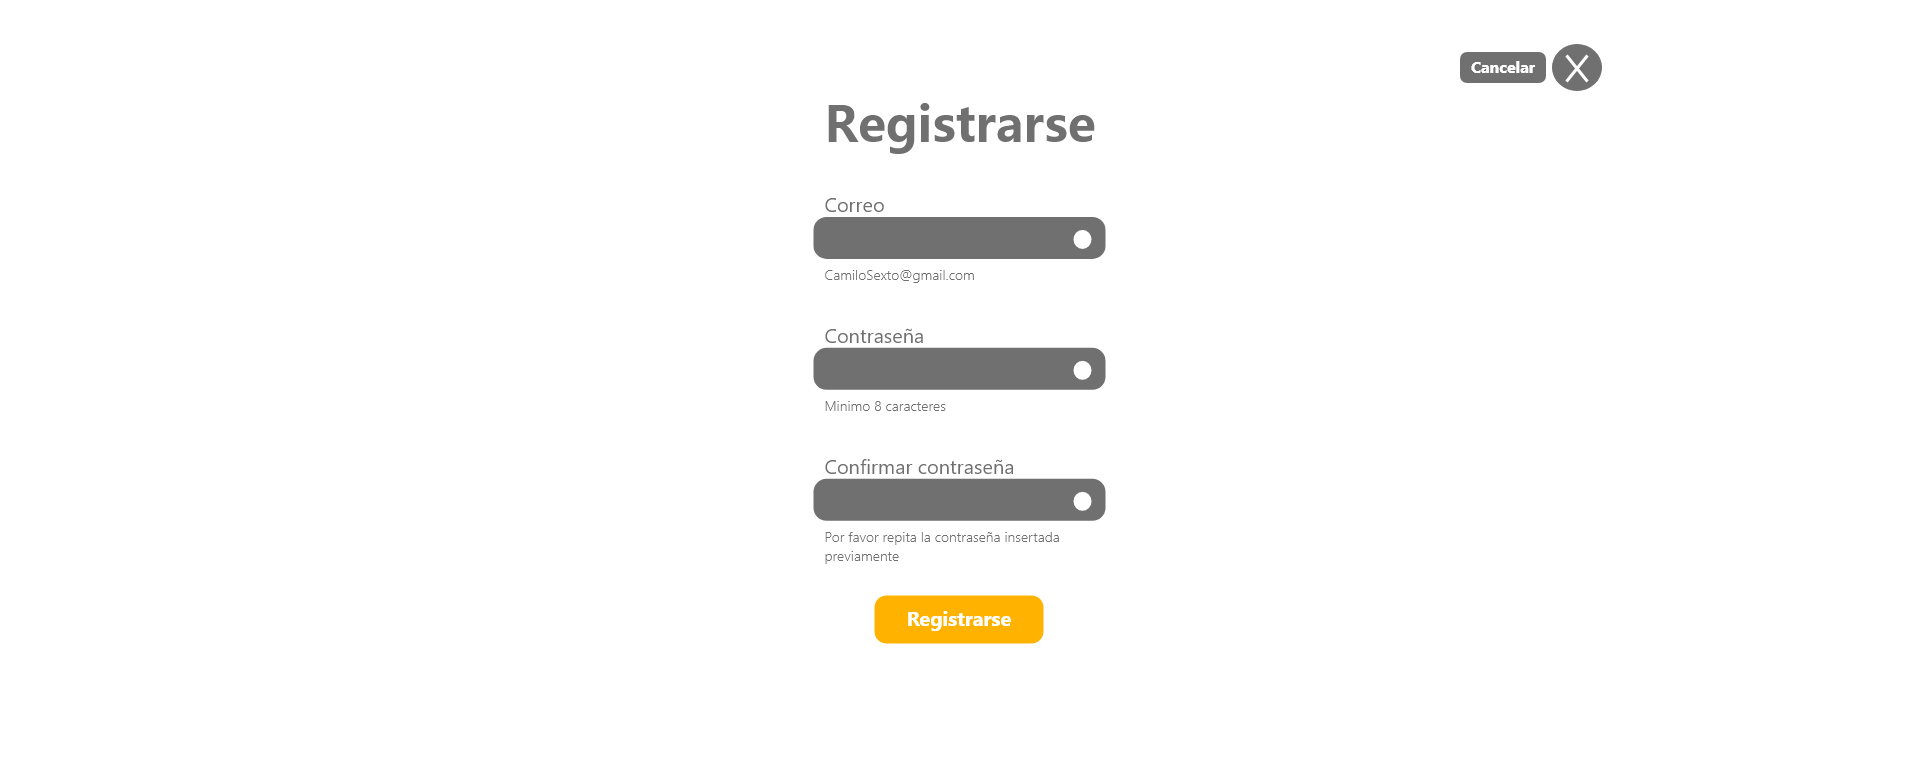 Cancelar X
Registrarse
Correo
CamiloSexto@gmail.com
Contraseña
Minimo 8 caracteres
Confirmar contraseña
Por favor repita la contraseña insertada
previamente
Registrarse